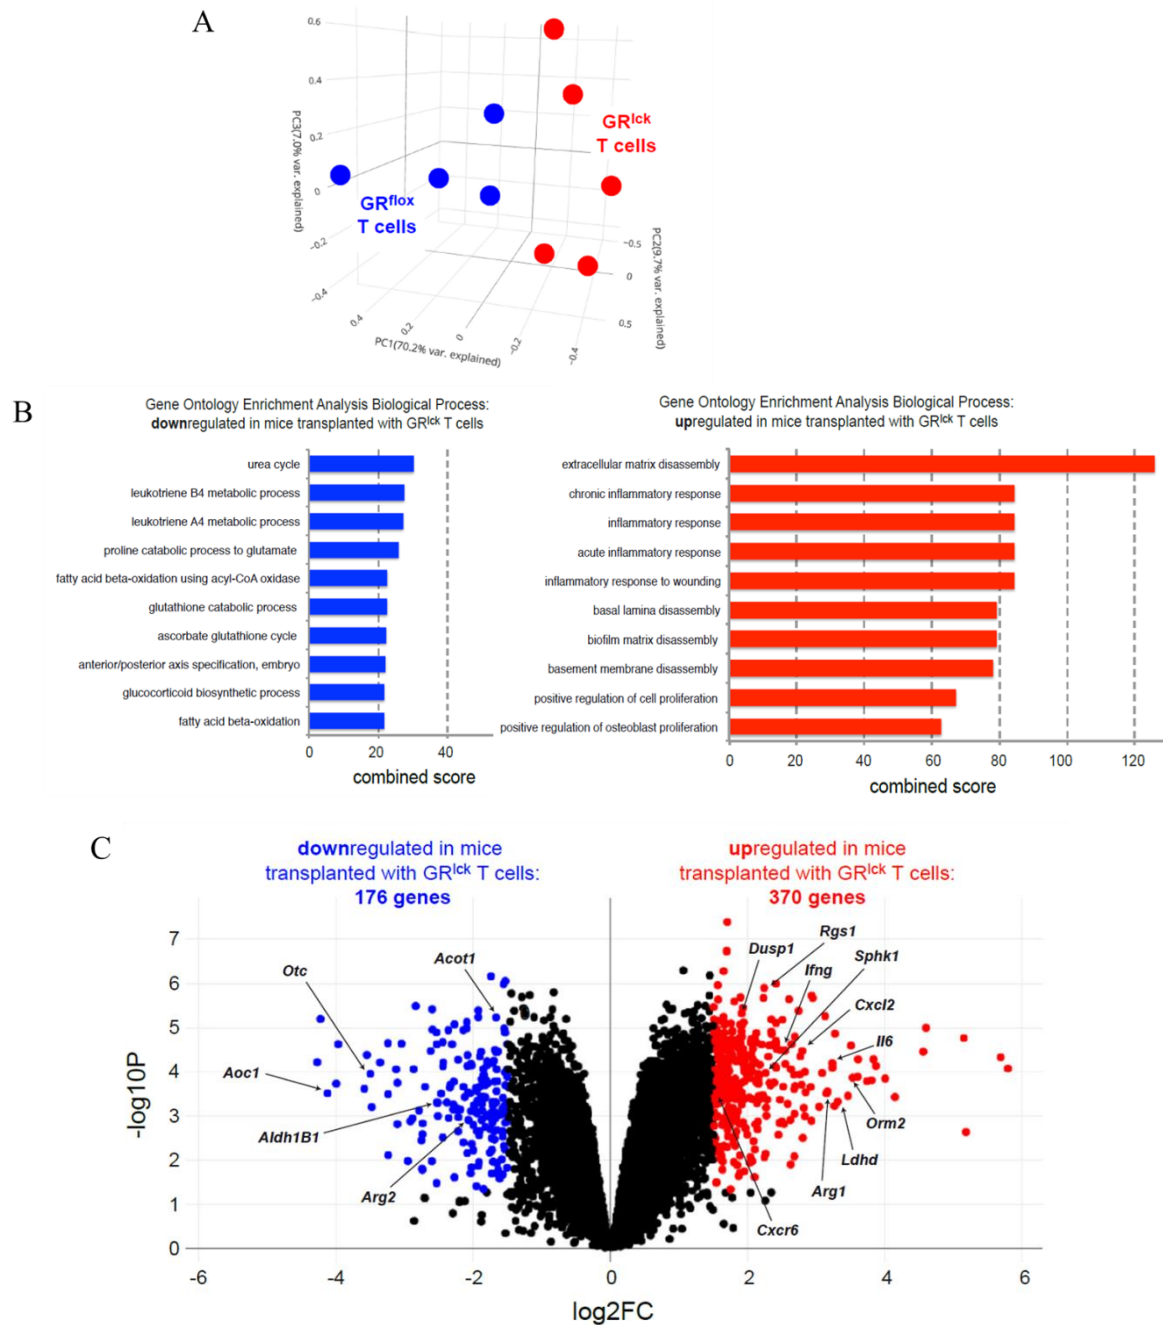 A
0.6
0.4
0.2
0
−0.2
−0.4
PC3(7.0% var. explained)
GRlck
T cells
GRflox
T cells
−0.5
0
0.5
PC2(9.7% var. explained)
0.4
0.2
0
−0.2
−0.4
PC1(70.2% var. explained)
B
Gene Ontology Enrichment Analysis Biological Process:
downregulated in mice transplanted with GRlck T cells
urea cycle
leukotriene B4 metabolic process
leukotriene A4 metabolic process
proline catabolic process to glutamate
fatty acid beta-oxidation using acyl-CoA oxidase
glutathione catabolic process
ascorbate glutathione cycle
anterior/posterior axis specification, embryo
glucocorticoid biosynthetic process
fatty acid beta-oxidation
0 20 40
combined score
Gene Ontology Enrichment Analysis Biological Process:
upregulated in mice transplanted with GRlck T cells
extracellular matrix disassembly
chronic inflammatory response
inflammatory response
acute inflammatory response
inflammatory response to wounding
basal lamina disassembly
biofilm matrix disassembly
basement membrane disassembly
positive regulation of cell proliferation
positive regulation of osteoblast proliferation
0 20 40 60 80 100 120
combined score
C
downregulated in mice
transplanted with GRlck T cells:
176 genes
upregulated in mice
transplanted with GRlck T cells:
370 genes
7
6
5
4
3
2
1
0
-log10P
Otc
Acot1
Aoc1
Aldh1B1
Arg2
Dusp1
Rgs1
Ifng
Sphk1
Cxcl2
Il6
Orm2
Ldhd
Arg1
Cxcr6
-6 -4 -2 0 2 4 6
log2FC